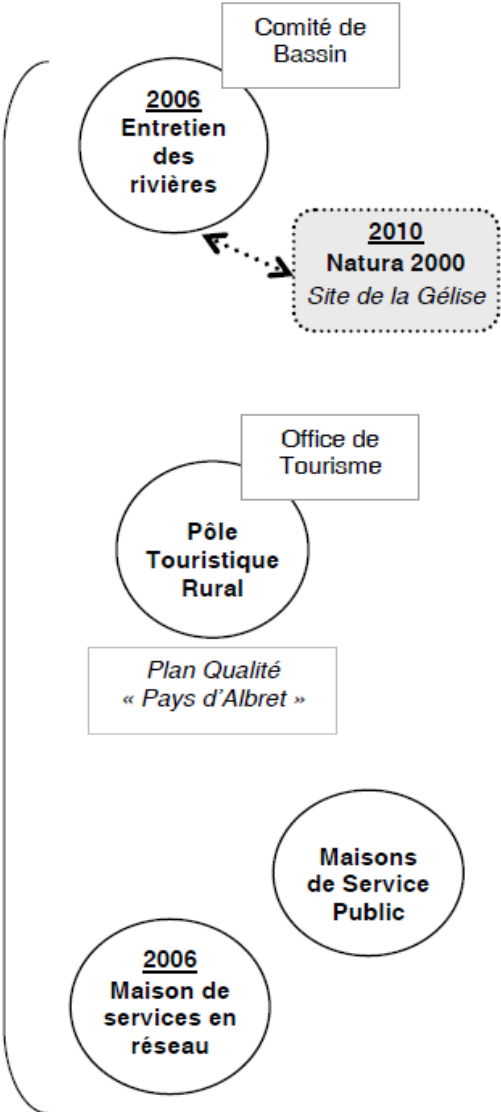 Comité de
Bassin
2006
Entretien
des
rivières
2010
Natura 2000
Site de la Gélise
Office de
Tourisme
Pôle
Touristique
Rural
Plan Qualité
« Pays d'Albret »
Maisons
de Service
Public
2006
Maison de
services en
réseau